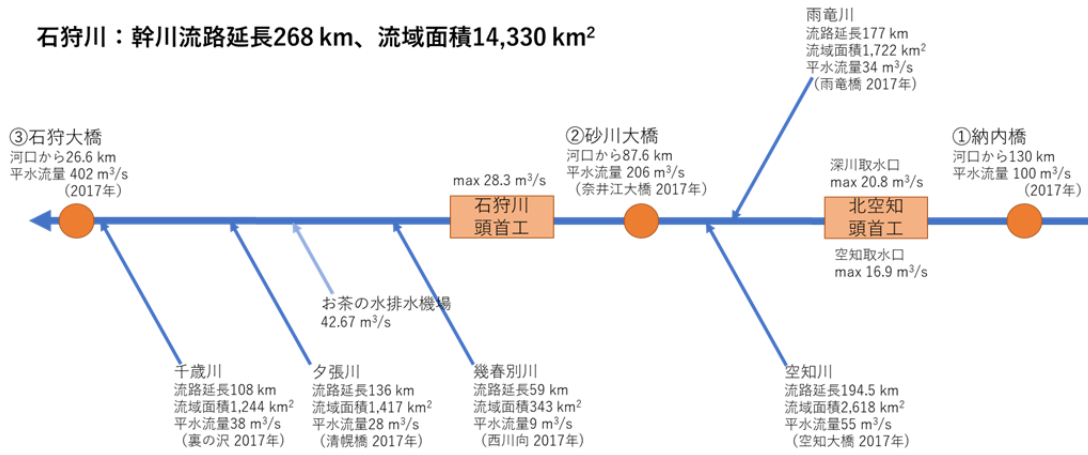 石狩川：幹川流路延長268 km、流域面積14,330 km²
雨竜川
流路延長177 km
流域面積1,722 km²
平水流量34 m³/s
（雨竜橋 2017年）
③石狩大橋
河口から26.6 km
平水流量 402 m³/s
（2017年）
②砂川大橋
河口から87.6 km
平水流量 206 m³/s
（奈井江大橋 2017年）
①納内橋
河口から130 km
平水流量 100 m³/s
（2017年）
max 28.3 m³/s
石狩川
頭首工
深川取水口
max 20.8 m³/s
北空知
頭首工
空知取水口
max 16.9 m³/s
お茶の水排水機場
42.67 m³/s
千歳川
流路延長108 km
流域面積1,244 km²
平水流量38 m³/s
（裏の沢 2017年）
夕張川
流路延長136 km
流域面積1,417 km²
平水流量28 m³/s
（清幌橋 2017年）
幾春別川
流路延長59 km
流域面積343 km²
平水流量9 m³/s
（西川向 2017年）
空知川
流路延長194.5 km
流域面積2,618 km²
平水流量55 m³/s
（空知大橋 2017年）